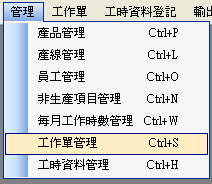 管理 工作單 工時資料登記 輸
產品管理 Ctrl+P
產線管理 Ctrl+L
員工管理 Ctrl+O
非生產項目管理 Ctrl+N
每月工作時數管理 Ctrl+W
工作單管理 Ctrl+S
工時資料管理 Ctrl+H